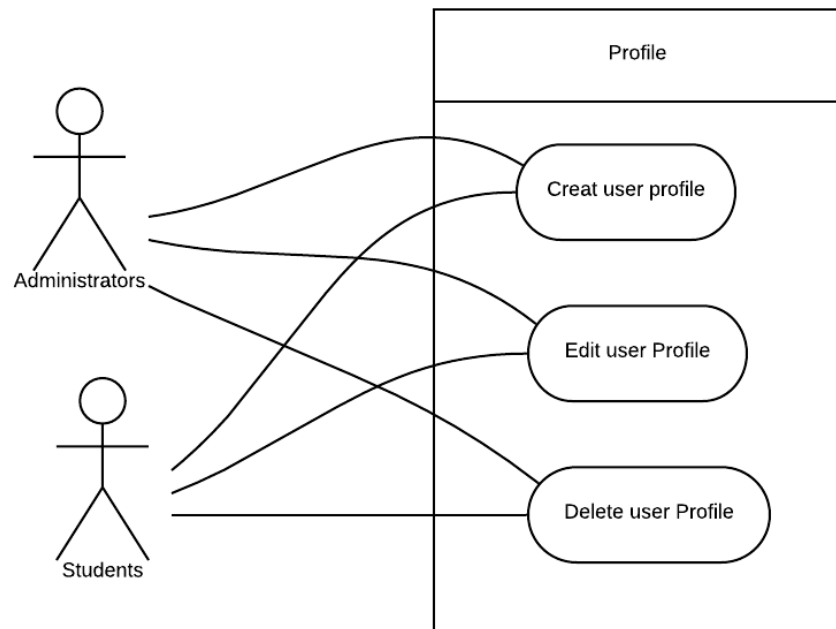 Profile
Creat user profile
Administrators
Edit user Profile
Delete user Profile
Students